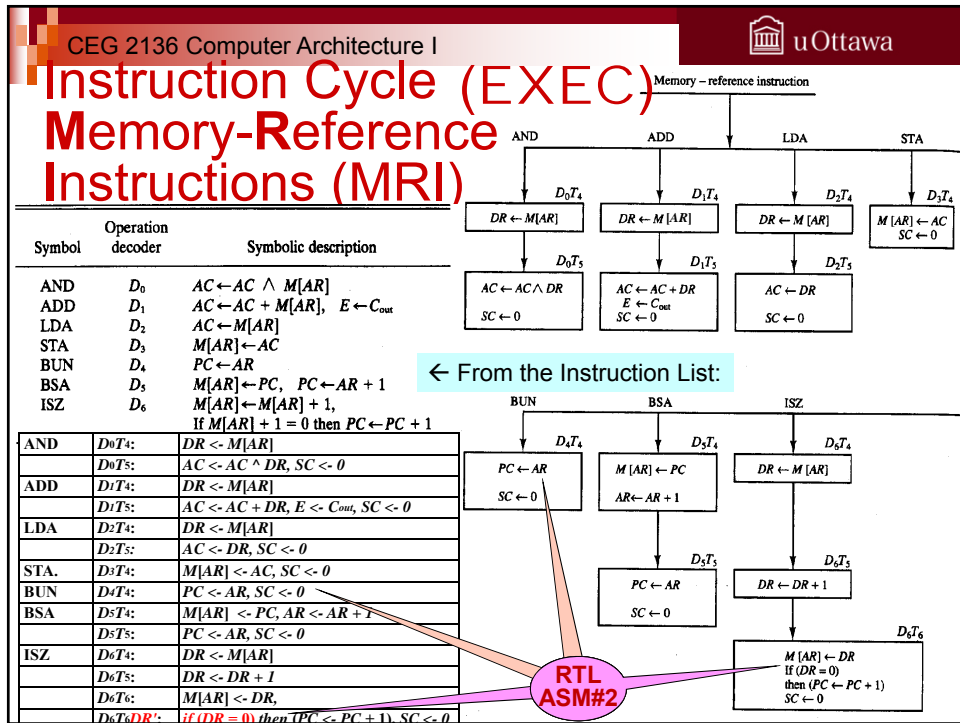 CEG 2136 Computer Architecture I
uOttawa
Instruction Cycle (EXEC)
Memory-Reference
Instructions (MRI)
Symbol Operation decoder Symbolic description
AND D₀ AC ← AC ∧ M[AR]
ADD D₁ AC ← AC + M[AR], E ← Cout
LDA D₂ AC ← M[AR]
STA D₃ M[AR] ← AC
BUN D₄ PC ← AR
BSA D₅ M[AR] ← PC, PC ← AR + 1
ISZ D₆ M[AR] ← M[AR] + 1,
If M[AR] + 1 = 0 then PC ← PC + 1
← From the Instruction List:
AND D0T4: DR <- M[AR]
D0T5: AC <- AC ^ DR, SC <- 0
ADD D1T4: DR <- M[AR]
D1T5: AC <- AC + DR, E <- Cout, SC <- 0
LDA D2T4: DR <- M[AR]
D2T5: AC <- DR, SC <- 0
STA. D3T4: M[AR] <- AC, SC <- 0
BUN D4T4: PC <- AR, SC <- 0
BSA D5T4: M[AR] <- PC, AR <- AR + 1
D5T5: PC <- AR, SC <- 0
ISZ D6T4: DR <- M[AR]
D6T5: DR <- DR + 1
D6T6: M[AR] <- DR,
D6T6DR': if (DR = 0) then (PC <- PC + 1), SC <- 0
Memory – reference instruction
AND ADD LDA STA
D₀T₄ D₁T₄ D₂T₄ D₃T₄
DR ← M[AR] DR ← M [AR] DR ← M [AR] M [AR] ← AC
SC ← 0
D₀T₅ D₁T₅ D₂T₅
AC ← AC ∧ DR AC ← AC + DR AC ← DR
E ← Cout
SC ← 0 SC ← 0 SC ← 0
BUN BSA ISZ
D₄T₄ D₅T₄ D₆T₄
PC ← AR M [AR] ← PC DR ← M [AR]
SC ← 0 AR ← AR + 1
D₅T₅ D₆T₅
PC ← AR DR ← DR + 1
SC ← 0
D₆T₆
M [AR] ← DR
If (DR = 0)
then (PC ← PC + 1)
SC ← 0
RTL
ASM#2